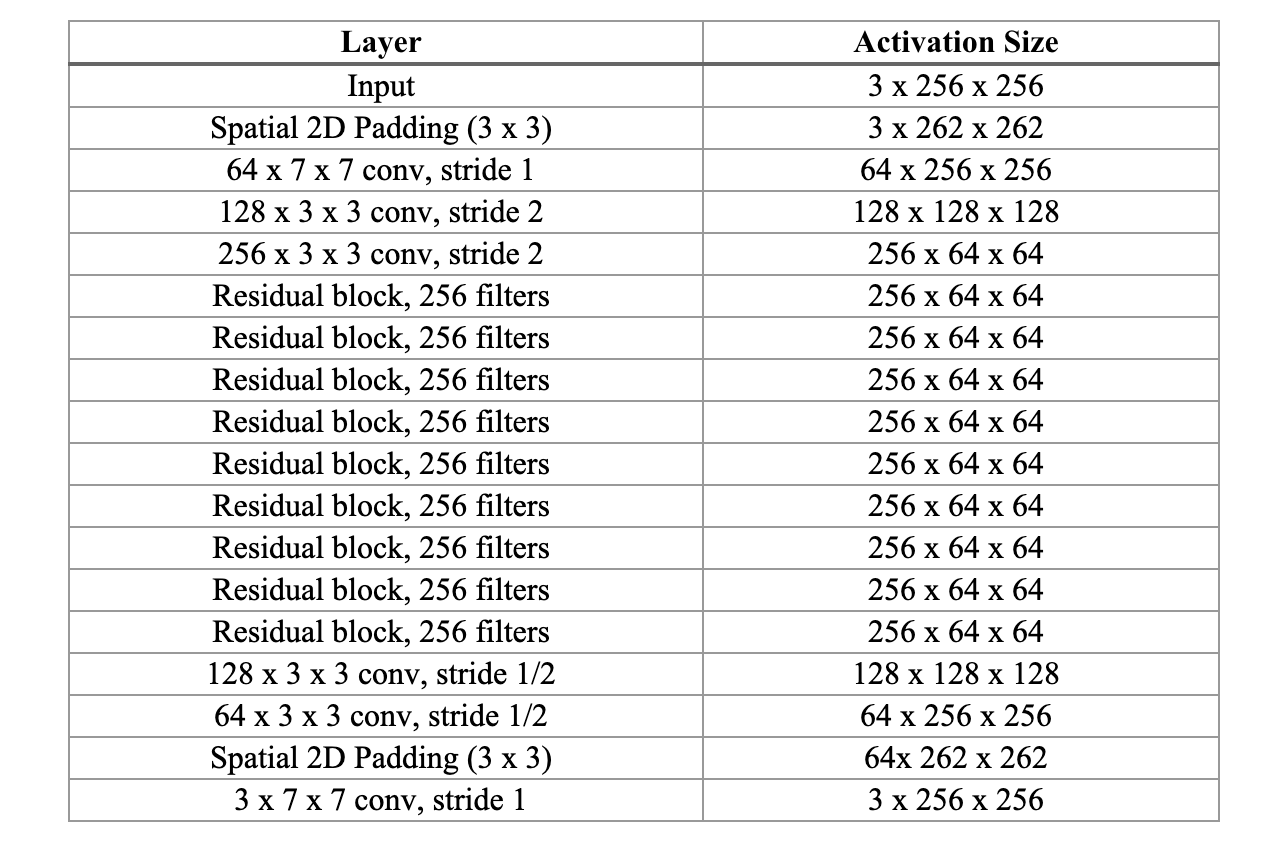 Layer Activation Size
Input 3 x 256 x 256
Spatial 2D Padding (3 x 3) 3 x 262 x 262
64 x 7 x 7 conv, stride 1 64 x 256 x 256
128 x 3 x 3 conv, stride 2 128 x 128 x 128
256 x 3 x 3 conv, stride 2 256 x 64 x 64
Residual block, 256 filters 256 x 64 x 64
Residual block, 256 filters 256 x 64 x 64
Residual block, 256 filters 256 x 64 x 64
Residual block, 256 filters 256 x 64 x 64
Residual block, 256 filters 256 x 64 x 64
Residual block, 256 filters 256 x 64 x 64
Residual block, 256 filters 256 x 64 x 64
Residual block, 256 filters 256 x 64 x 64
Residual block, 256 filters 256 x 64 x 64
128 x 3 x 3 conv, stride 1/2 128 x 128 x 128
64 x 3 x 3 conv, stride 1/2 64 x 256 x 256
Spatial 2D Padding (3 x 3) 64x 262 x 262
3 x 7 x 7 conv, stride 1 3 x 256 x 256